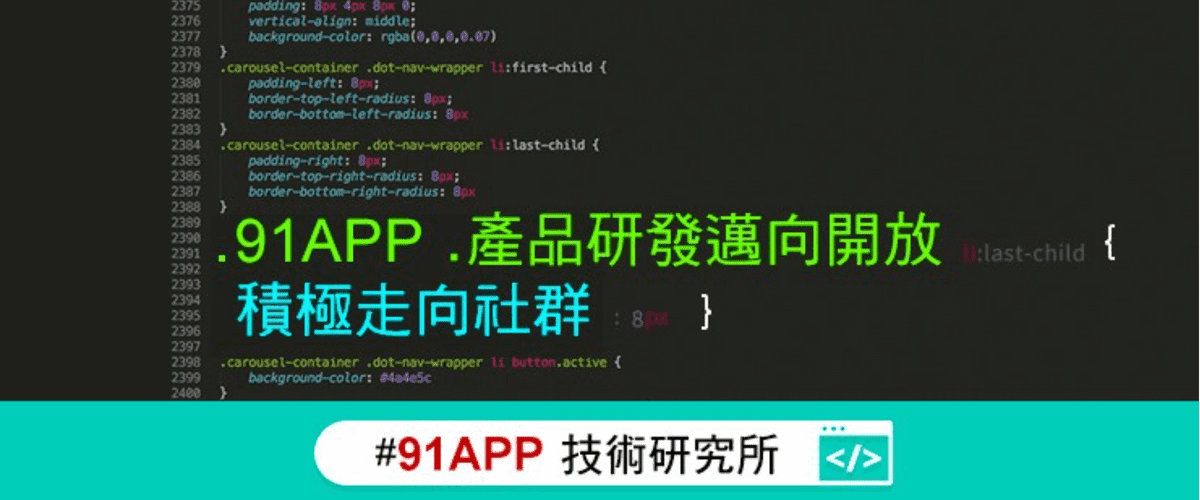 2375 padding: 8px 4px 8px 0;
2376 vertical-align: middle;
2377 background-color: rgba(0,0,0,0.07)
2378 }
2379 .carousel-container .dot-nav-wrapper li:first-child {
2380 padding-left: 8px;
2381 border-top-left-radius: 8px;
2382 border-bottom-left-radius: 8px
2383 }
2384 .carousel-container .dot-nav-wrapper li:last-child {
2385 padding-right: 8px;
2386 border-top-right-radius: 8px;
2387 border-bottom-right-radius: 8px
2388 }
2389
2390
2391
.91APP .產品研發邁向開放 li:last-child {
2392
2393
2394
2395
積極走向社群 : 8px }
2396
2397
2398 .carousel-container .dot-nav-wrapper li button.active {
2399 background-color: #4a4e5c
2400 }
#91APP 技術研究所
</>